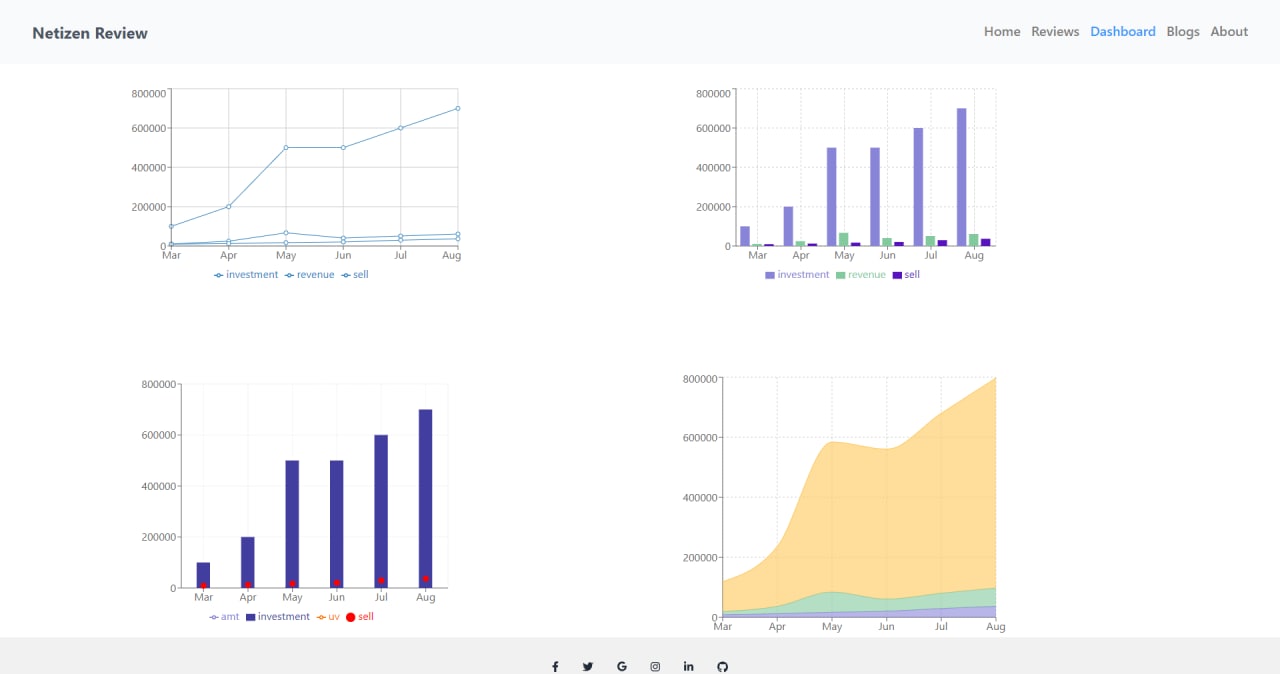 Netizen Review
Home Reviews Dashboard Blogs About
800000
600000
400000
200000
0
Mar Apr May Jun Jul Aug
investment revenue sell
800000
600000
400000
200000
0
Mar Apr May Jun Jul Aug
investment revenue sell
800000
600000
400000
200000
0
Mar Apr May Jun Jul Aug
amt investment uv sell
800000
600000
400000
200000
0
Mar Apr May Jun Jul Aug